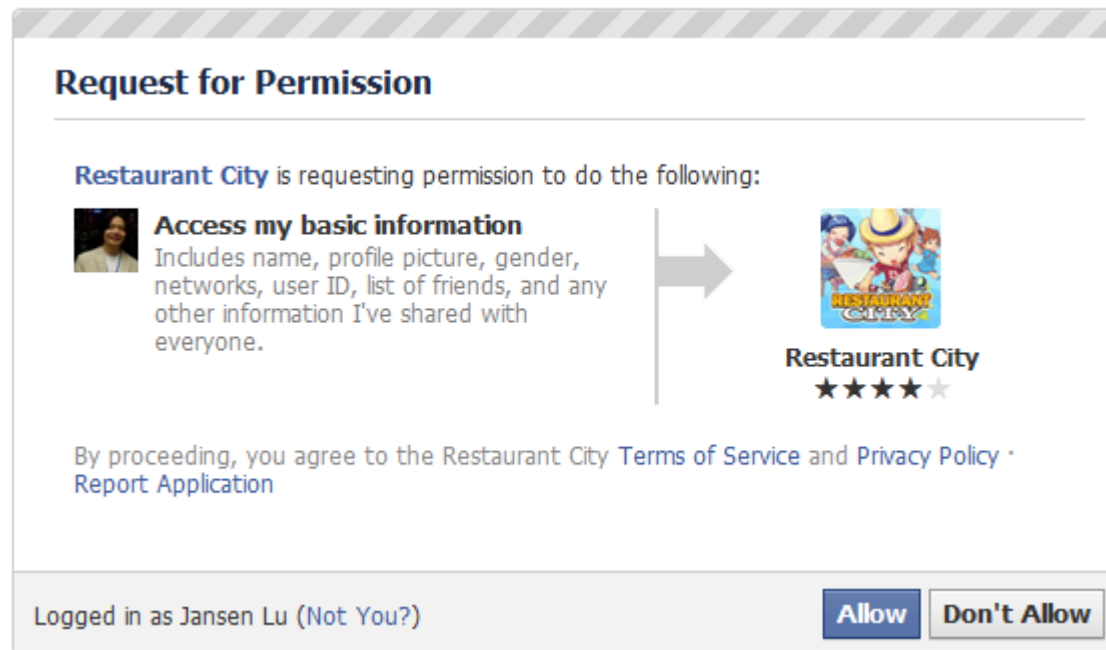 Request for Permission
Restaurant City is requesting permission to do the following:
Access my basic information
Includes name, profile picture, gender,
networks, user ID, list of friends, and any
other information I've shared with
everyone.
RESTAURANT
CITY
Restaurant City
By proceeding, you agree to the Restaurant City Terms of Service and Privacy Policy ·
Report Application
Logged in as Jansen Lu (Not You?)
Allow
Don't Allow